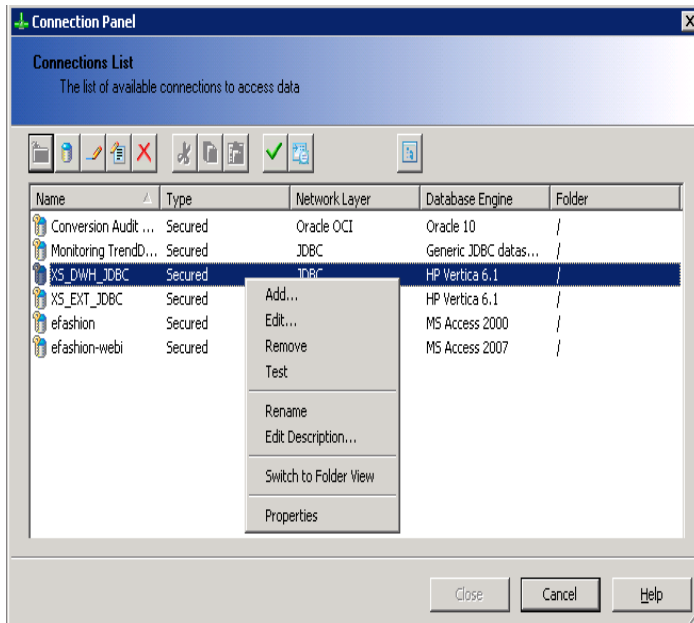 Connection Panel
Connections List
The list of available connections to access data
Name Type Network Layer Database Engine Folder
Conversion Audit ... Secured Oracle OCI Oracle 10 /
Monitoring TrendD... Secured JDBC Generic JDBC datas... /
XS_DWH_JDBC Secured JDBC HP Vertica 6.1 /
XS_EXT_JDBC Secured HP Vertica 6.1 /
efashion Secured MS Access 2000 /
efashion-webi Secured MS Access 2007 /
Add...
Edit...
Remove
Test
Rename
Edit Description...
Switch to Folder View
Properties
Close Cancel Help